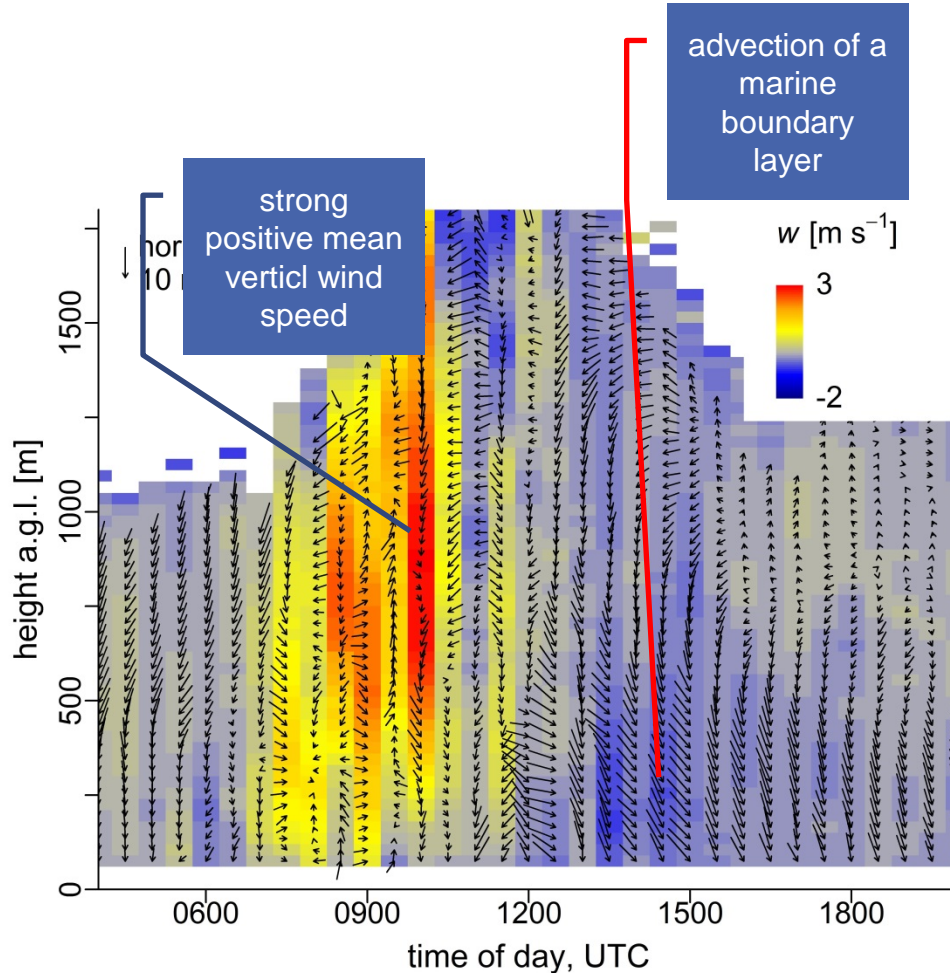 advection of a
marine
boundary
layer
strong
positive mean
verticl wind
speed
w [m s⁻¹]
3
-2
height a.g.l. [m]
1500
1000
500
0
0600 0900 1200 1500 1800
time of day, UTC